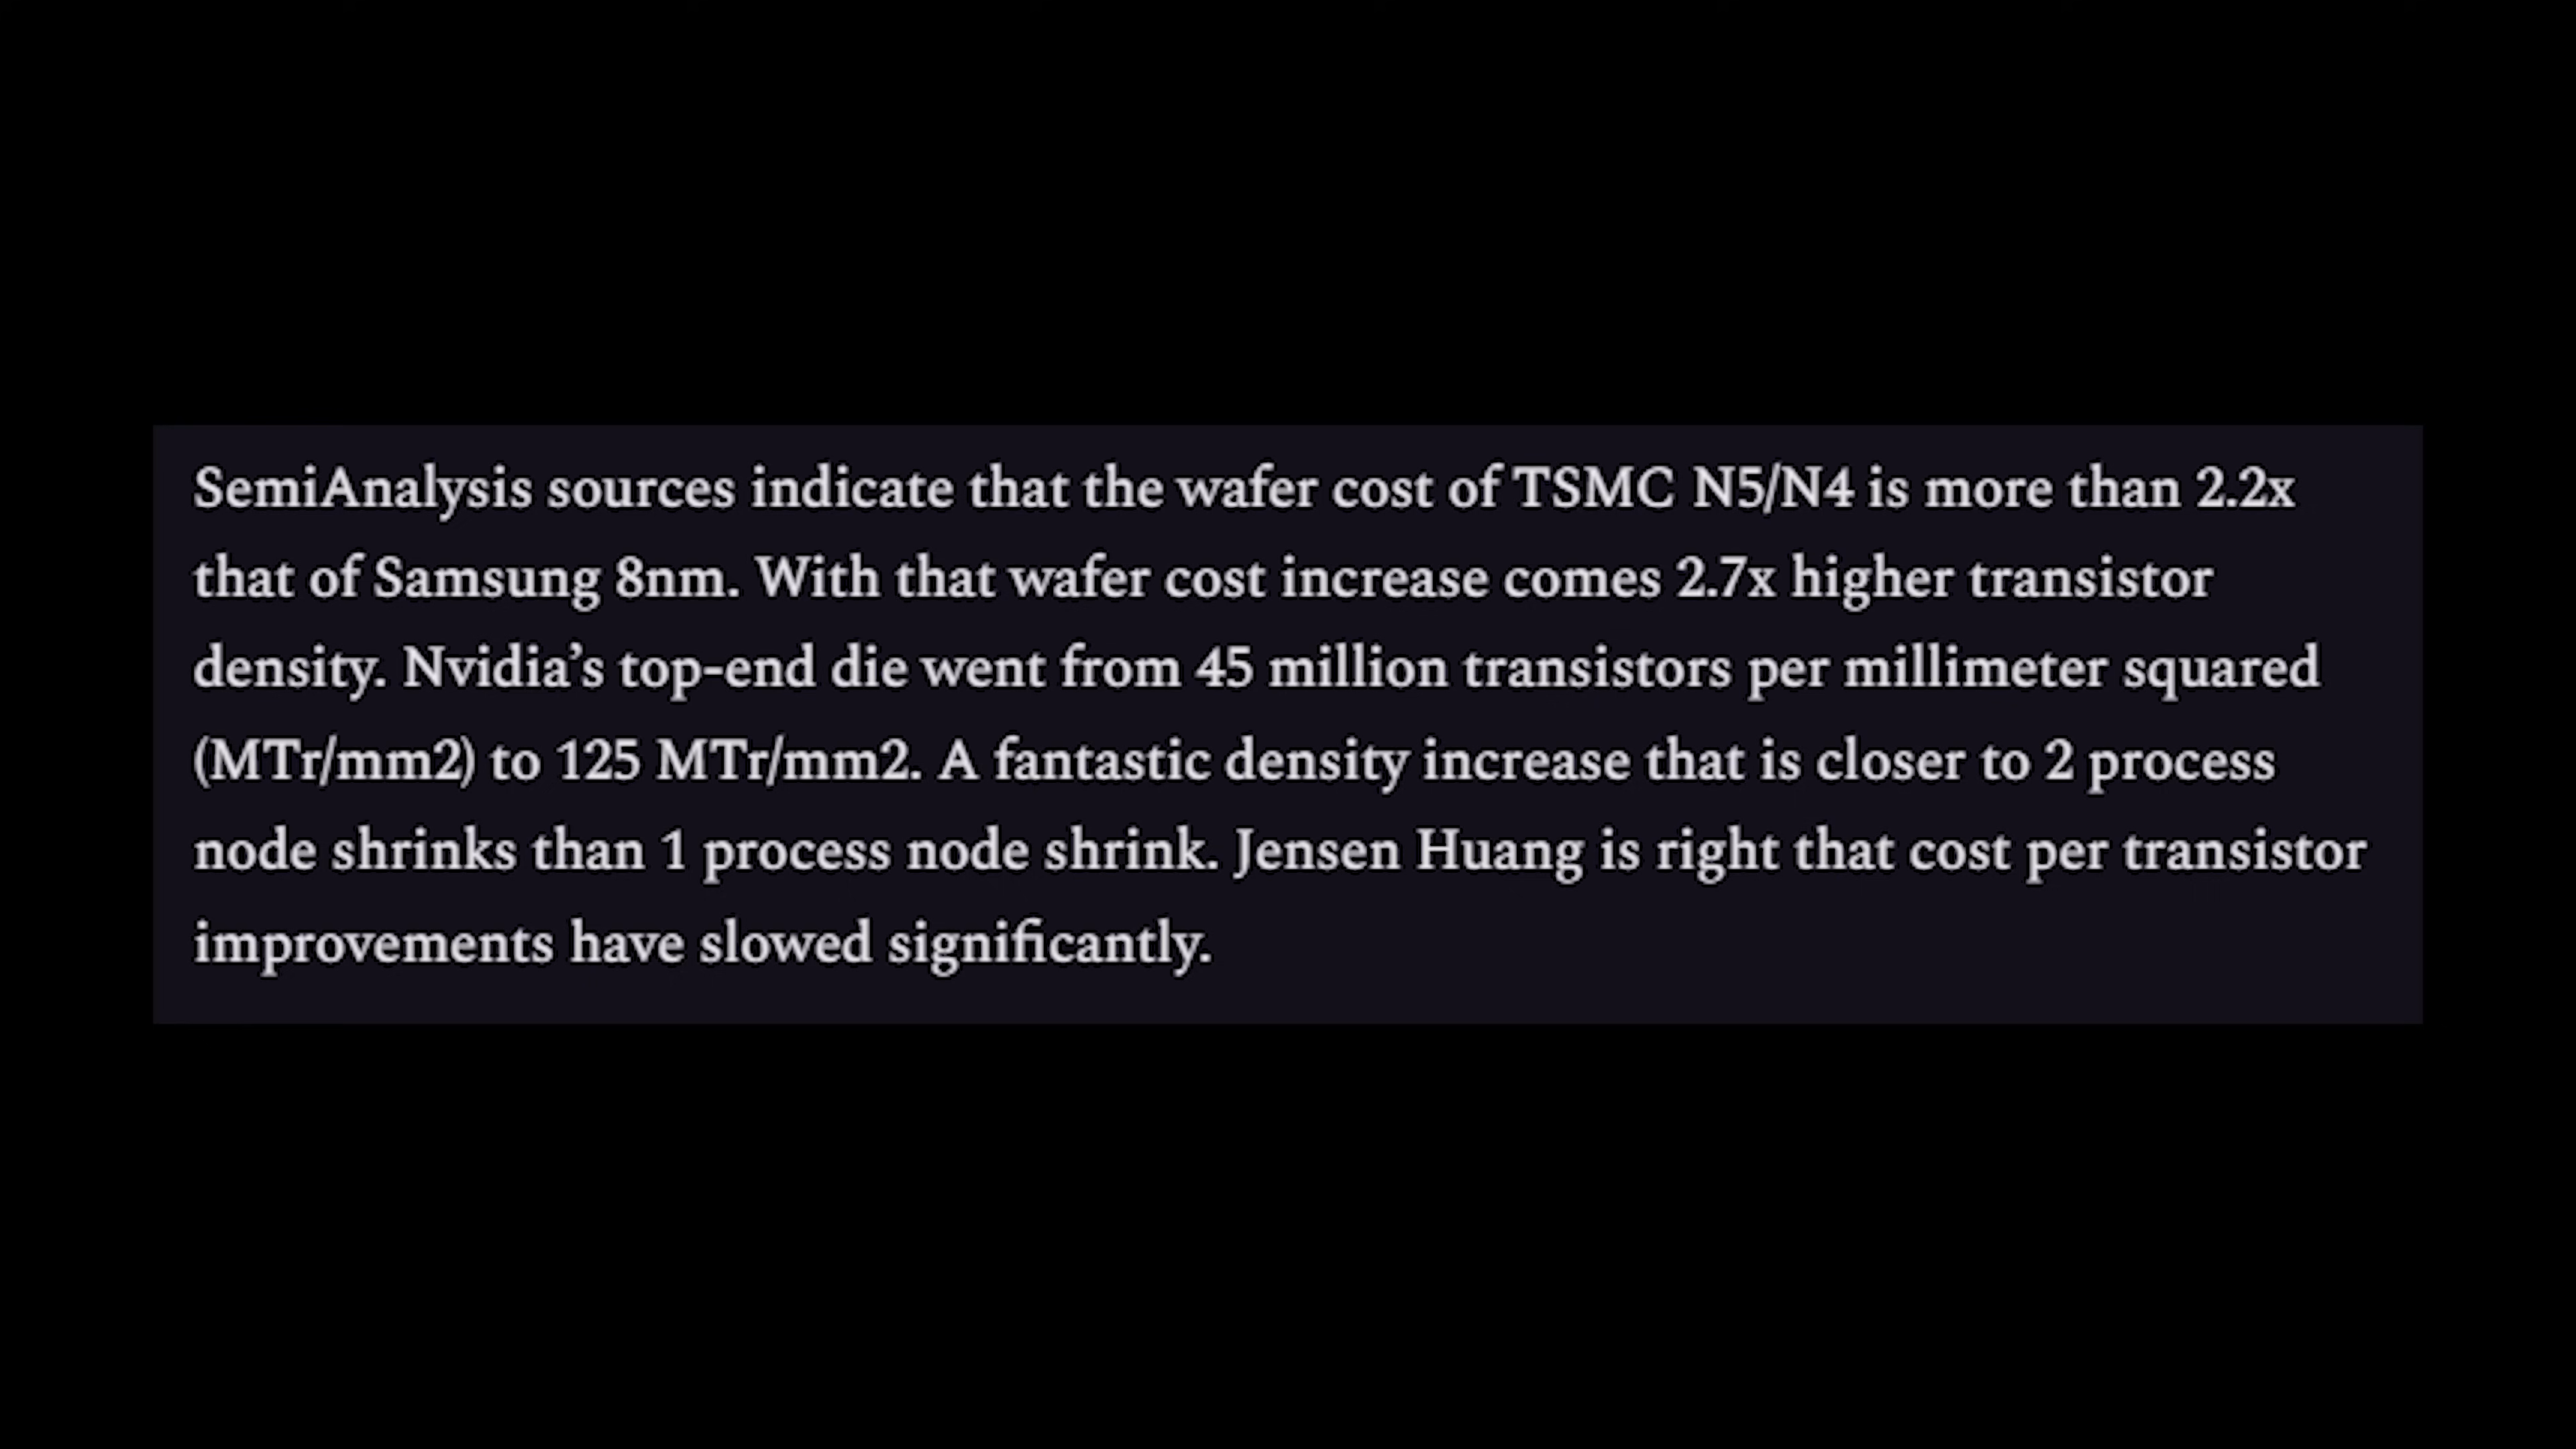 SemiAnalysis sources indicate that the wafer cost of TSMC N5/N4 is more than 2.2x
that of Samsung 8nm. With that wafer cost increase comes 2.7x higher transistor
density. Nvidia’s top-end die went from 45 million transistors per millimeter squared
(MTr/mm2) to 125 MTr/mm2. A fantastic density increase that is closer to 2 process
node shrinks than 1 process node shrink. Jensen Huang is right that cost per transistor
improvements have slowed significantly.